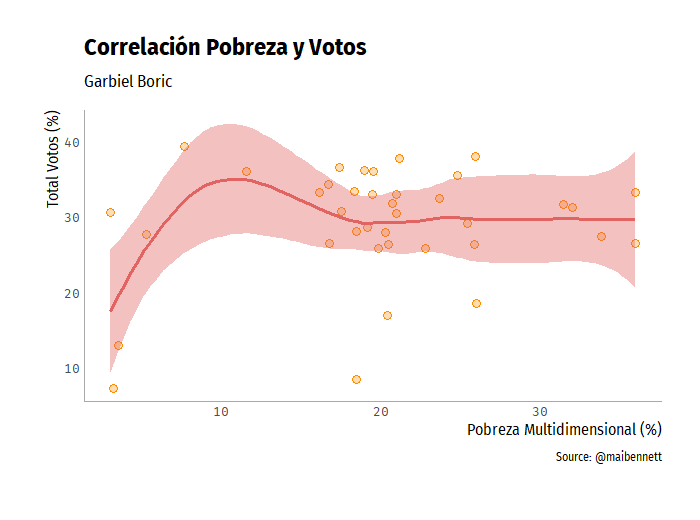 Correlación Pobreza y Votos
Garbiel Boric
Total Votos (%)
40
30
20
10
10
20
30
Pobreza Multidimensional (%)
Source: @maibennett